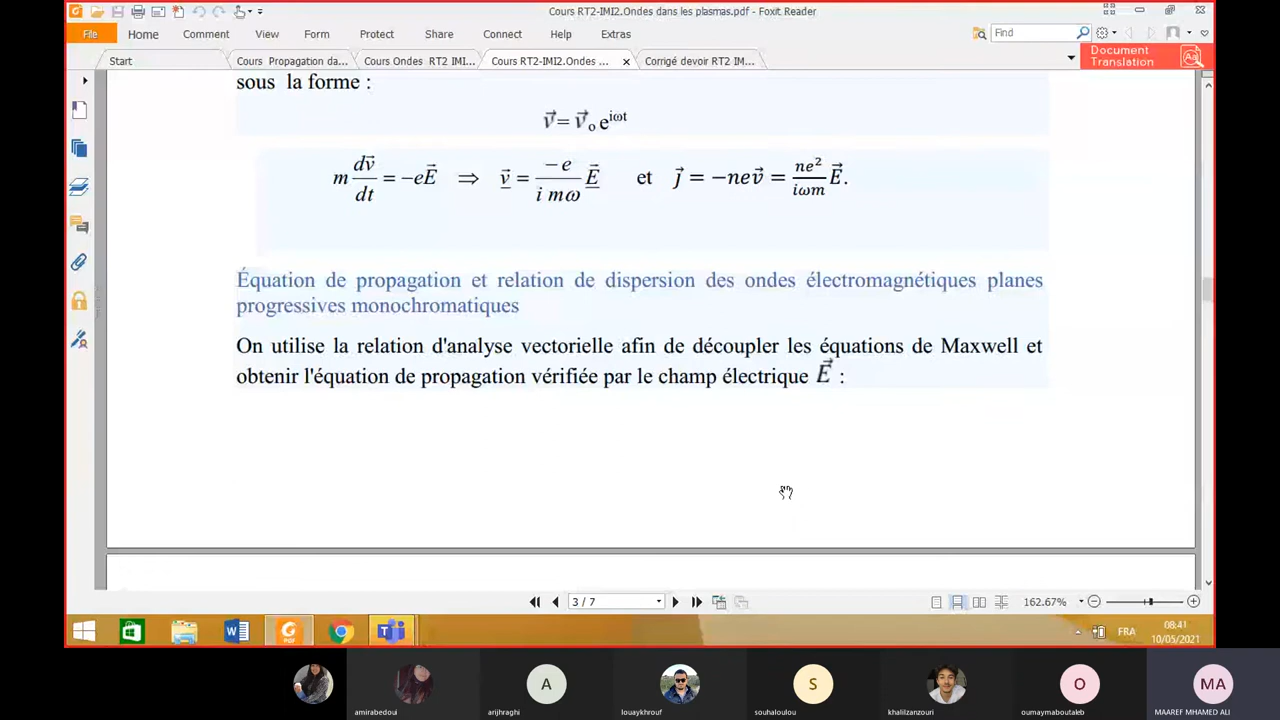 Cours RT2-IMI2.Ondes dans les plasmas.pdf - Foxit Reader
File Home Comment View Form Protect Share Connect Help Extras Find
Start Cours Propagation da... Cours Ondes RT2 IMI... Cours RT2-IMI2.Ondes ... Corrigé devoir RT2 IM... Document Translation
sous la forme :
v⃗ = v⃗₀ e^{iωt}
m dv⃗/dt = -eE⃗ ⇒ v⃗ = -e/(i mω) E⃗ et j⃗ = -nev⃗ = ne²/(iωm) E⃗.
Équation de propagation et relation de dispersion des ondes électromagnétiques planes
progressives monochromatiques
On utilise la relation d'analyse vectorielle afin de découpler les équations de Maxwell et
obtenir l'équation de propagation vérifiée par le champ électrique E⃗ :
3 / 7 162.67%
FRA 08:41
10/05/2021
A S O MA
amirabedoui arijhraghi louaykhrouf souhaloulou khalilzanzouri oumaymaboutaleb MAAREF MHAMED ALI